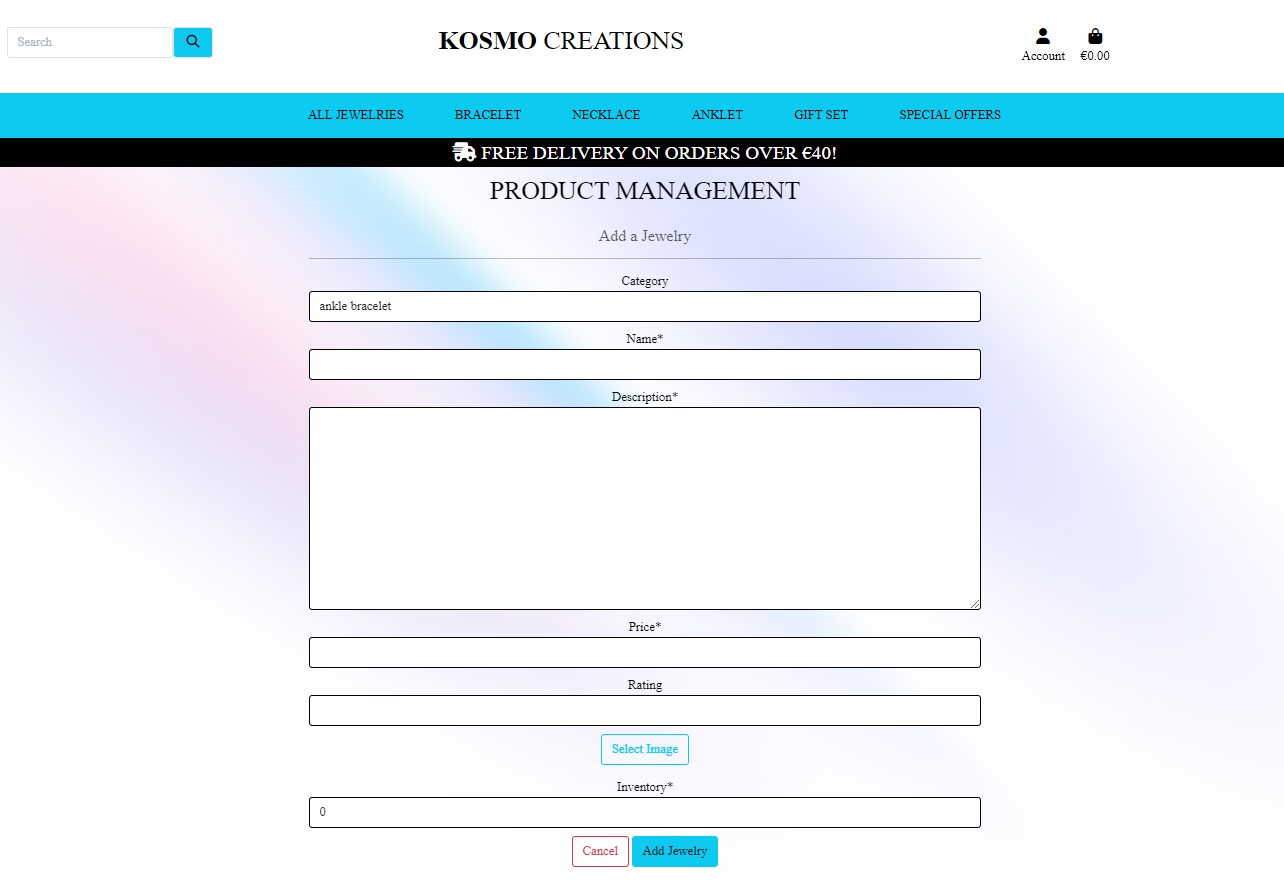 Search
KOSMO CREATIONS
Account
€0.00
ALL JEWELRIES BRACELET NECKLACE ANKLET GIFT SET SPECIAL OFFERS
FREE DELIVERY ON ORDERS OVER €40!
PRODUCT MANAGEMENT
Add a Jewelry
Category
ankle bracelet
Name*
Description*
Price*
Rating
Select Image
Inventory*
0
Cancel Add Jewelry